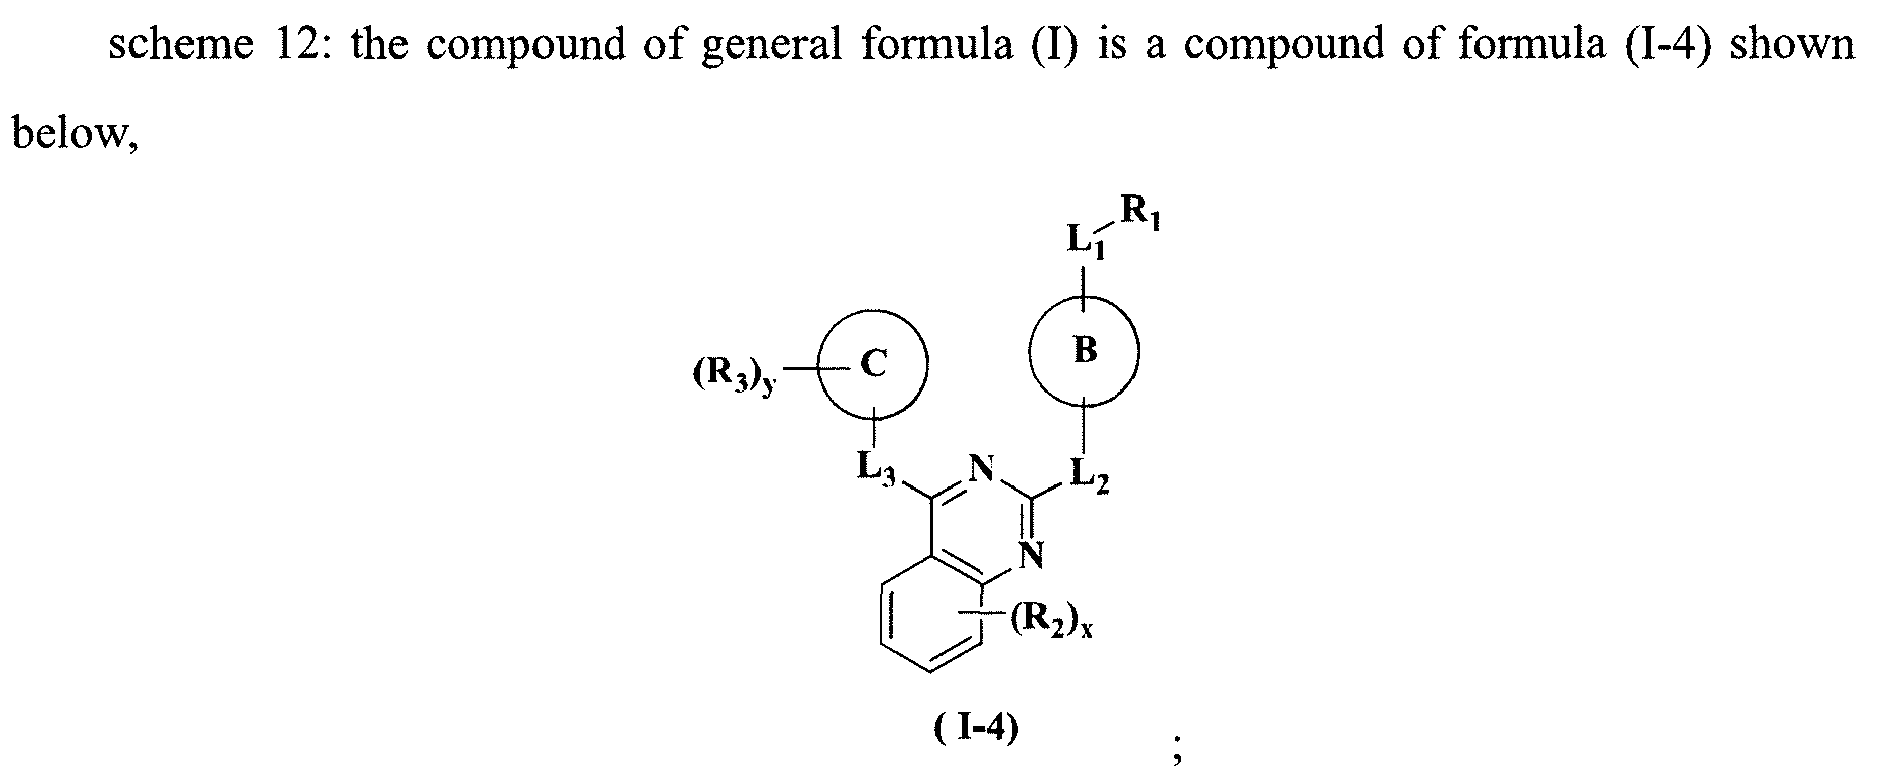 scheme 12: the compound of general formula (I) is a compound of formula (I-4) shown
below,
R1
L1
B
C
(R3)y
L3
N
L2
N
(R2)x
( I-4)
;